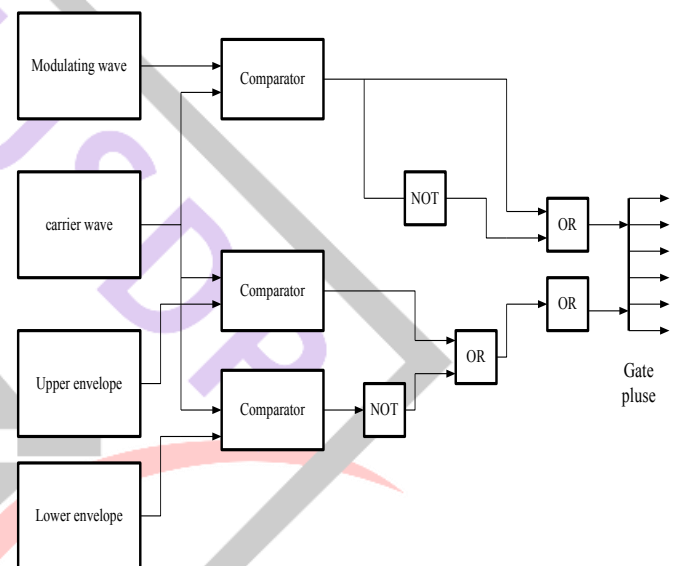 Modulating wave
Comparator
carrier wave
NOT
OR
Comparator
OR
Upper envelope
OR
Comparator
NOT
Gate
pluse
Lower envelope